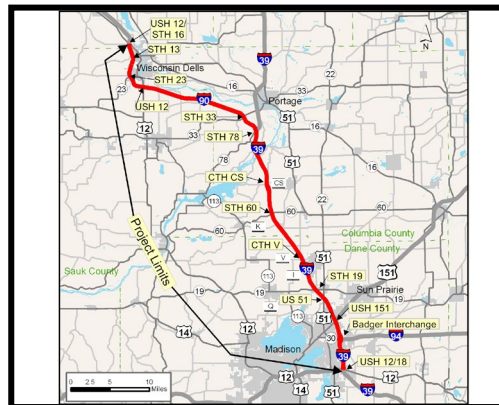 USH 12/
STH 16
STH 13
Wisconsin Dells
STH 23
USH 12
STH 33
STH 78
CTH CS
STH 60
CTH V
US 51
STH 19
USH 151
Badger Interchange
USH 12/18
Project Limits
Portage
Columbia County
Dane County
Sauk County
Sun Prairie
Madison
N
39
90
39
39
39
39
94
12
51
51
51
151
51
14
12
12
51
16
16
23
33
33
22
22
78
60
60
113
113
113
19
19
19
30
CS
K
V
I
Q
0 2.5 5 10
Miles